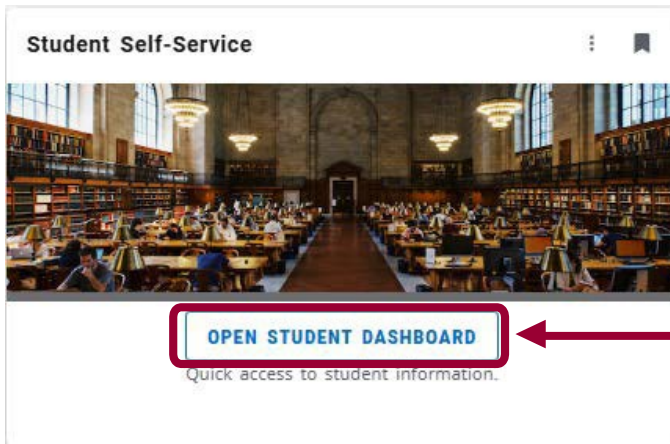 Student Self-Service
OPEN STUDENT DASHBOARD
Quick access to student information.